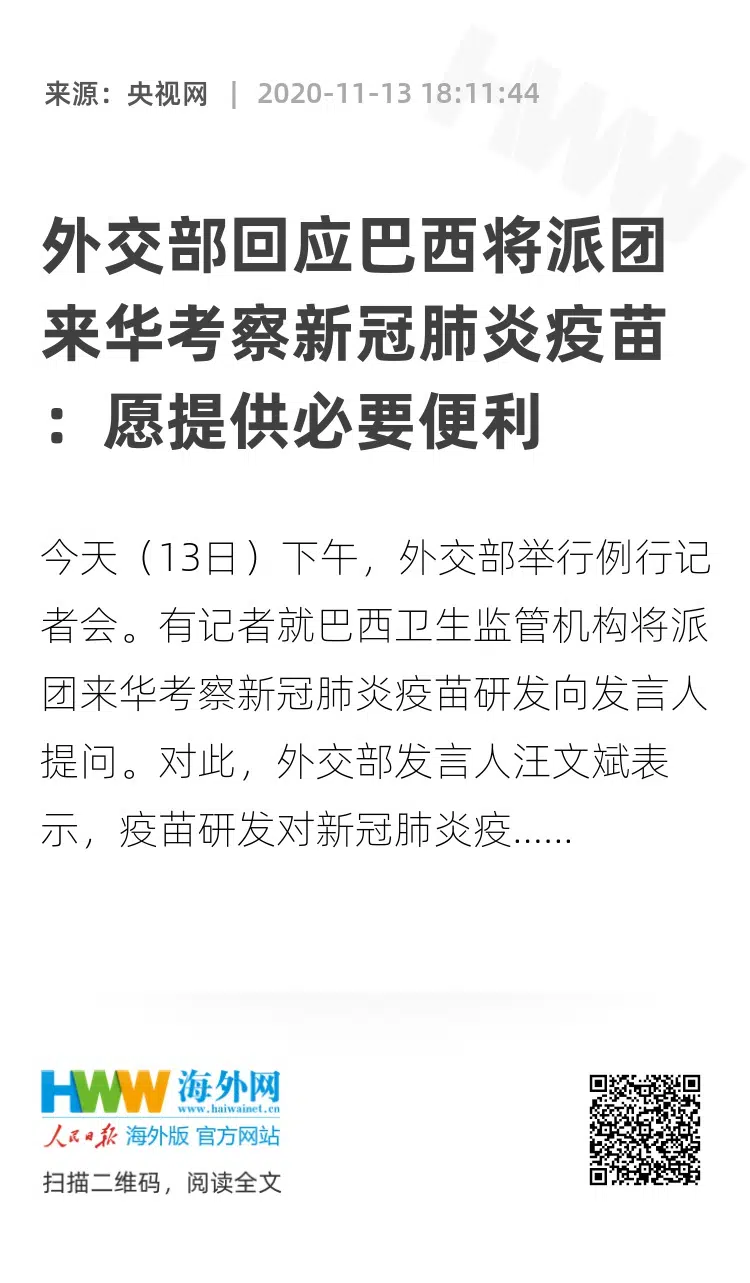 来源：央视网 | 2020-11-13 18:11:44
HWW
外交部回应巴西将派团
来华考察新冠肺炎疫苗
：愿提供必要便利
今天（13日）下午，外交部举行例行记
者会。有记者就巴西卫生监管机构将派
团来华考察新冠肺炎疫苗研发向发言人
提问。对此，外交部发言人汪文斌表
示，疫苗研发对新冠肺炎疫......
HWW 海外网
www.haiwainet.cn
人民日报 海外版 官方网站
扫描二维码，阅读全文